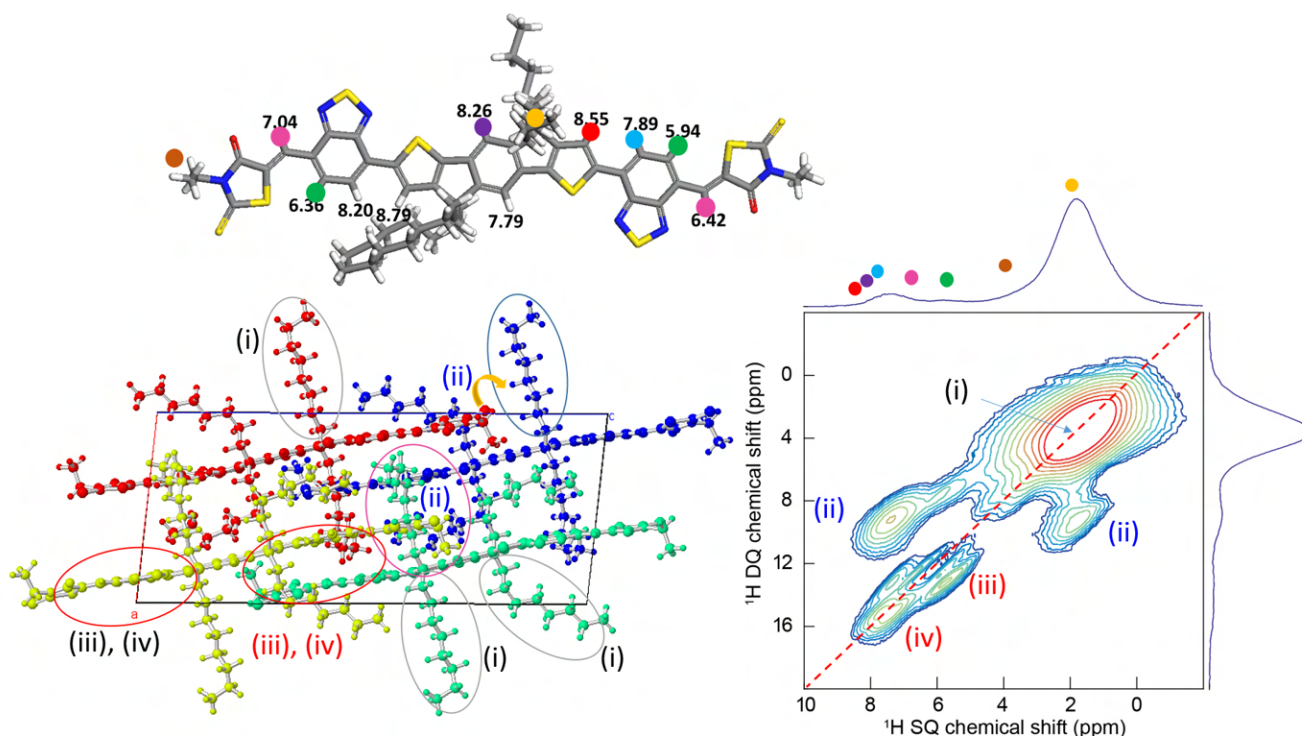 7.04
8.26
8.55
7.89
5.94
6.36
8.20
8.79
7.79
6.42
(i)
(ii)
c
(ii)
a
(iii), (iv)
(iii), (iv)
(i)
(i)
(i)
(ii)
(ii)
(iii)
(iv)
0
4
8
12
16
¹H DQ chemical shift (ppm)
10 8 6 4 2 0
¹H SQ chemical shift (ppm)